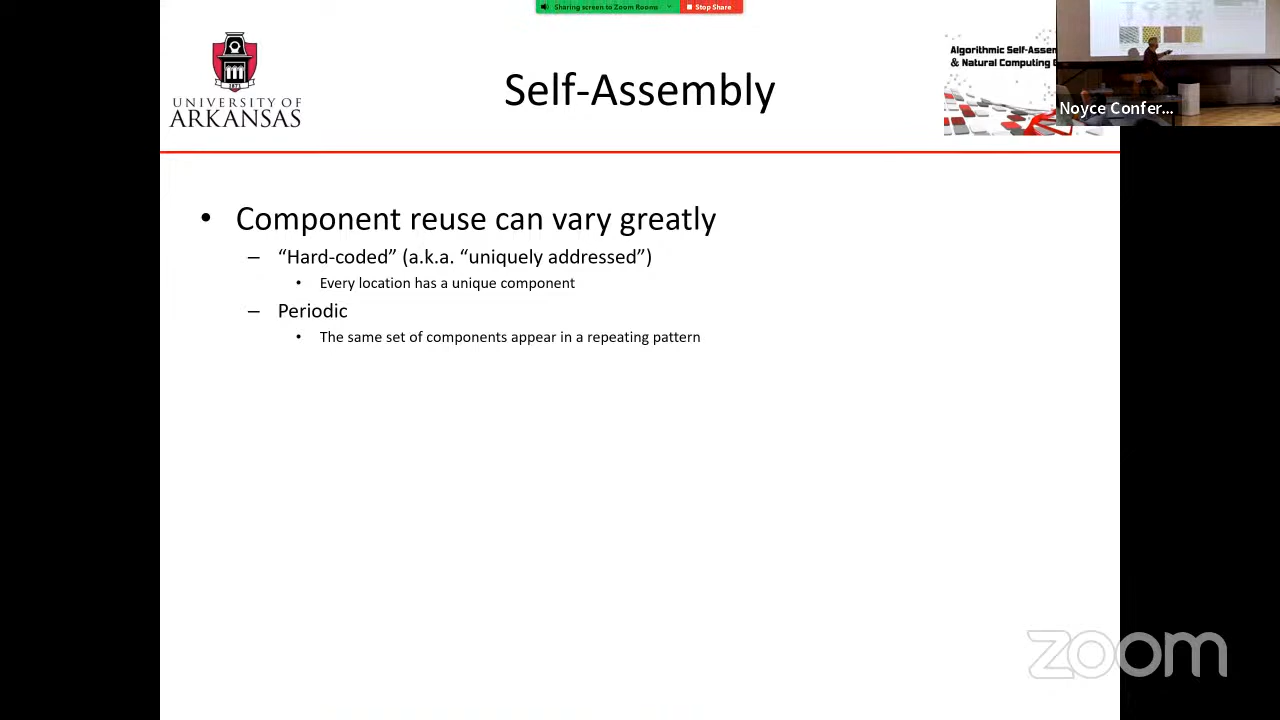 Sharing screen to Zoom Rooms
Stop Share
UNIVERSITY OF
ARKANSAS
1871
Self-Assembly
Algorithmic Self-Assem
& Natural Computing
Noyce Confer...
• Component reuse can vary greatly
– “Hard-coded” (a.k.a. “uniquely addressed”)
• Every location has a unique component
– Periodic
• The same set of components appear in a repeating pattern
zoom